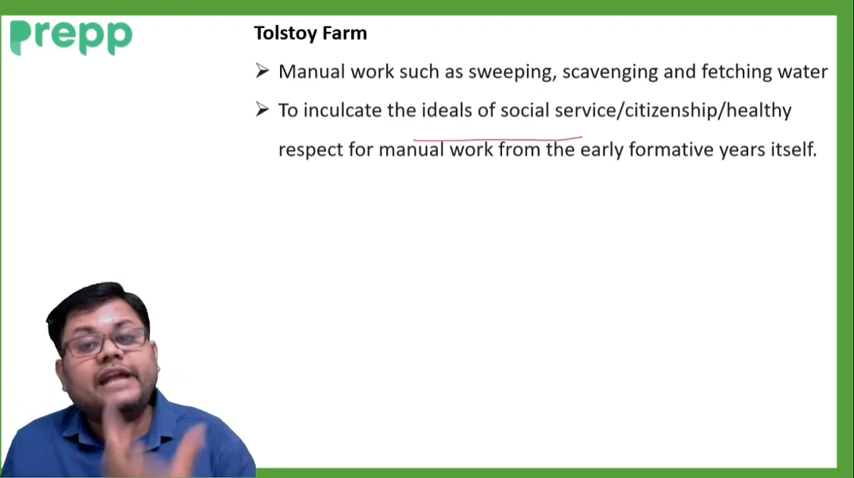 Prepp
Tolstoy Farm
➤ Manual work such as sweeping, scavenging and fetching water
➤ To inculcate the ideals of social service/citizenship/healthy
respect for manual work from the early formative years itself.